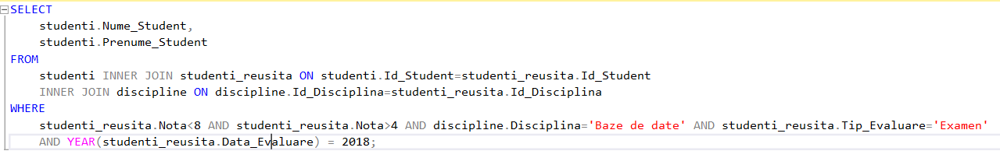 SELECT
studenti.Nume_Student,
studenti.Prenume_Student
FROM
studenti INNER JOIN studenti_reusita ON studenti.Id_Student=studenti_reusita.Id_Student
INNER JOIN discipline ON discipline.Id_Disciplina=studenti_reusita.Id_Disciplina
WHERE
studenti_reusita.Nota<8 AND studenti_reusita.Nota>4 AND discipline.Disciplina='Baze de date' AND studenti_reusita.Tip_Evaluare='Examen'
AND YEAR(studenti_reusita.Data_Evaluare) = 2018;